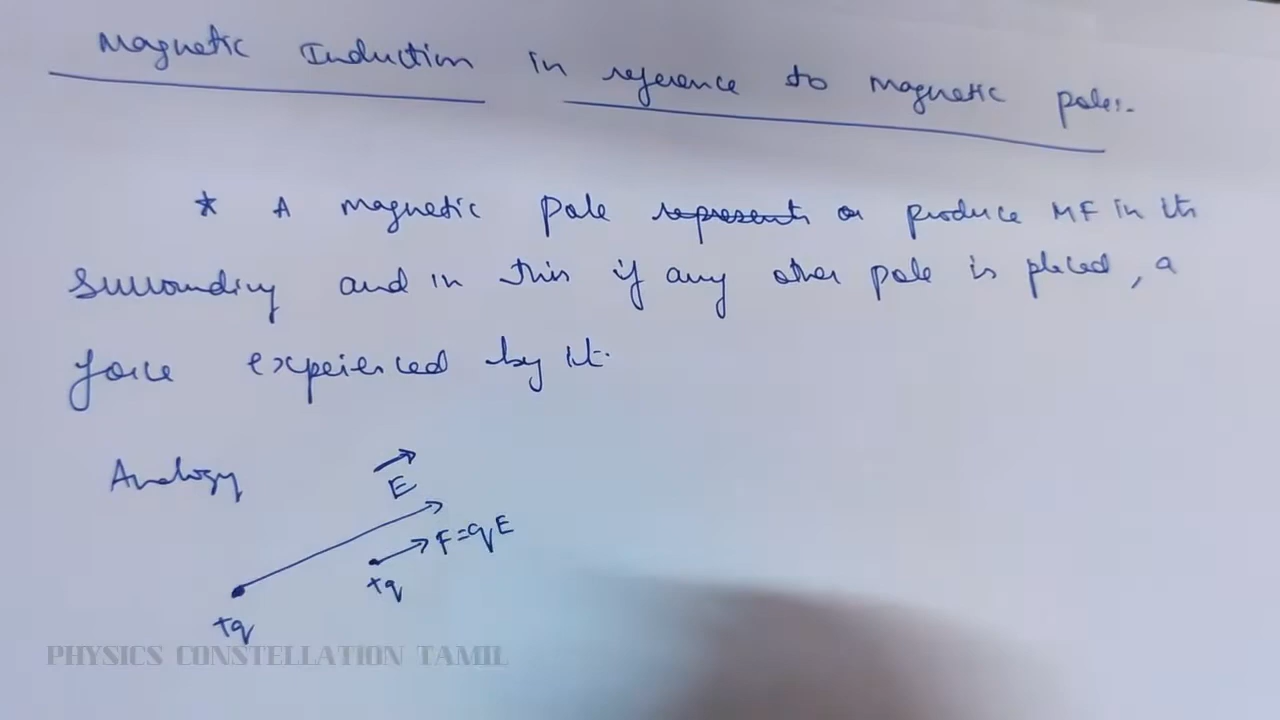 Magnetic Induction in reference to magnetic pole:-
* A magnetic pole represents or produce MF in its
surrounding and in this if any other pole is placed, a
force experienced by it.
Analogy
E
F=qE
+q
+q
PHYSICS CONSTELLATION TAMIL